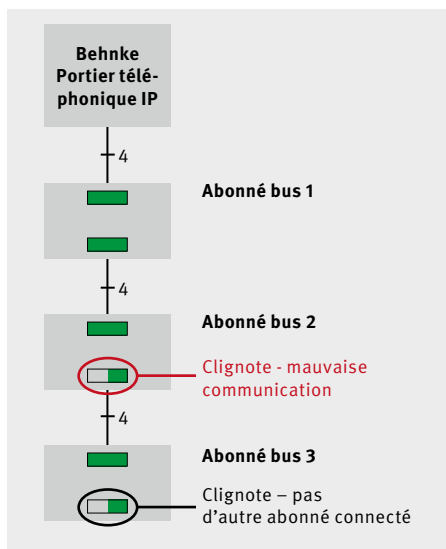 Behnke
Portier télé-
phonique IP
4
Abonné bus 1
4
Abonné bus 2
Clignote - mauvaise
communication
4
Abonné bus 3
Clignote – pas
d'autre abonné connecté